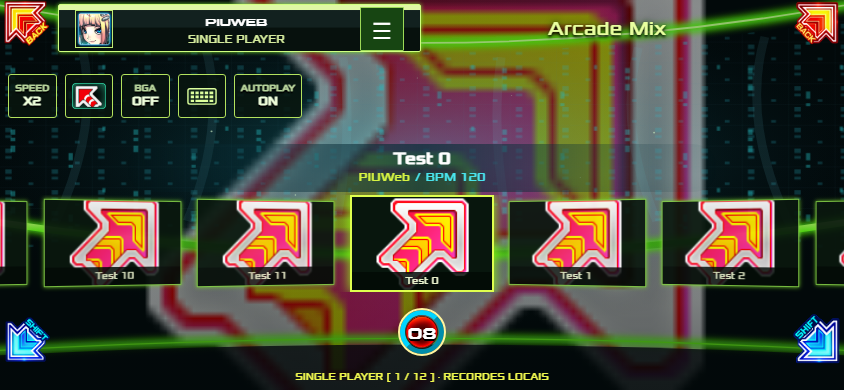 BACK
PIUWEB
SINGLE PLAYER
Arcade Mix
BACK
SPEED
X2
BGA
OFF
AUTOPLAY
ON
Test 0
PIUWeb / BPM 120
Test 10
Test 11
Test 0
Test 1
Test 2
SHIFT
08
SHIFT
SINGLE PLAYER [ 1 / 12 ] · RECORDES LOCAIS